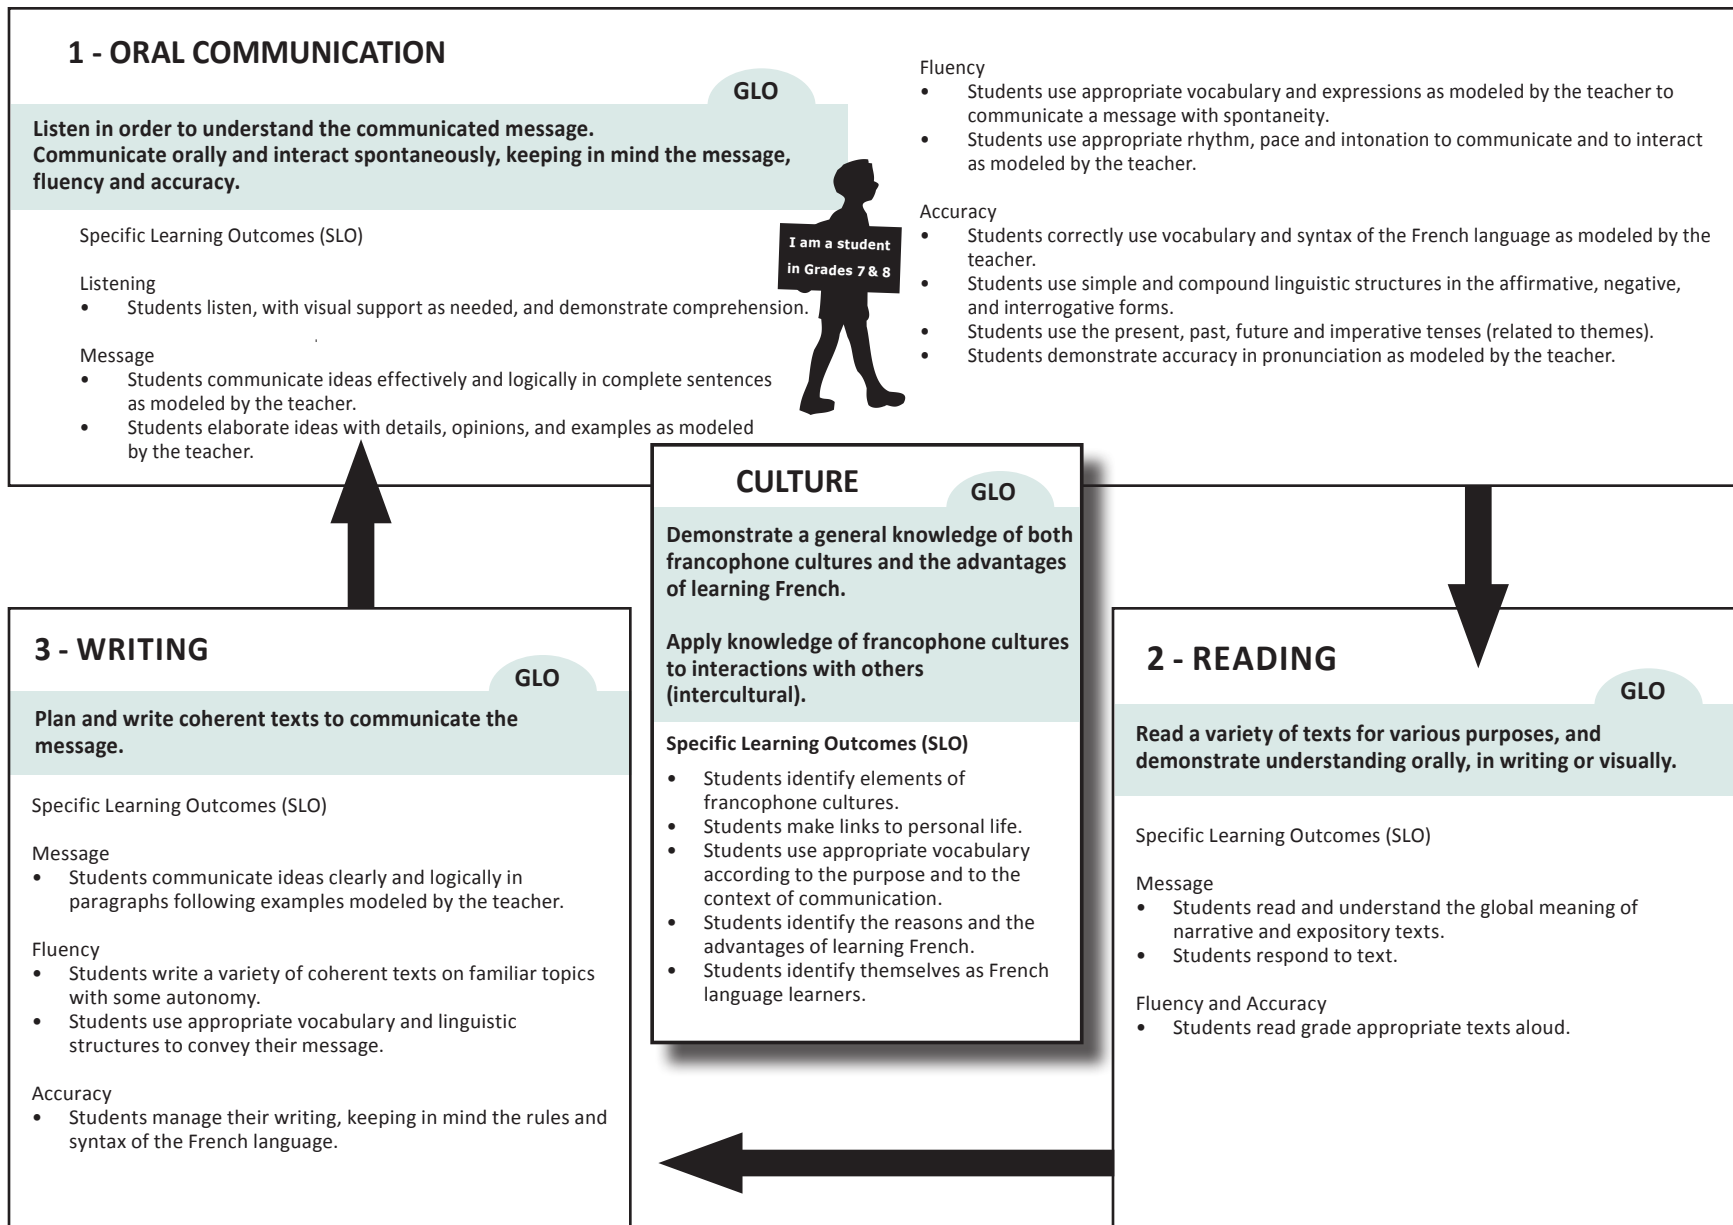 1 - ORAL COMMUNICATION
GLO
Listen in order to understand the communicated message.
Communicate orally and interact spontaneously, keeping in mind the message,
fluency and accuracy.
Specific Learning Outcomes (SLO)
Listening
• Students listen, with visual support as needed, and demonstrate comprehension.
Message
• Students communicate ideas effectively and logically in complete sentences
as modeled by the teacher.
• Students elaborate ideas with details, opinions, and examples as modeled
by the teacher.
I am a student
in Grades 7 & 8
Fluency
• Students use appropriate vocabulary and expressions as modeled by the teacher to
communicate a message with spontaneity.
• Students use appropriate rhythm, pace and intonation to communicate and to interact
as modeled by the teacher.
Accuracy
• Students correctly use vocabulary and syntax of the French language as modeled by the
teacher.
• Students use simple and compound linguistic structures in the affirmative, negative,
and interrogative forms.
• Students use the present, past, future and imperative tenses (related to themes).
• Students demonstrate accuracy in pronunciation as modeled by the teacher.
CULTURE
GLO
Demonstrate a general knowledge of both
francophone cultures and the advantages
of learning French.
Apply knowledge of francophone cultures
to interactions with others
(intercultural).
Specific Learning Outcomes (SLO)
• Students identify elements of
francophone cultures.
• Students make links to personal life.
• Students use appropriate vocabulary
according to the purpose and to the
context of communication.
• Students identify the reasons and the
advantages of learning French.
• Students identify themselves as French
language learners.
2 - READING
GLO
Read a variety of texts for various purposes, and
demonstrate understanding orally, in writing or visually.
Specific Learning Outcomes (SLO)
Message
• Students read and understand the global meaning of
narrative and expository texts.
• Students respond to text.
Fluency and Accuracy
• Students read grade appropriate texts aloud.
3 - WRITING
GLO
Plan and write coherent texts to communicate the
message.
Specific Learning Outcomes (SLO)
Message
• Students communicate ideas clearly and logically in
paragraphs following examples modeled by the teacher.
Fluency
• Students write a variety of coherent texts on familiar topics
with some autonomy.
• Students use appropriate vocabulary and linguistic
structures to convey their message.
Accuracy
• Students manage their writing, keeping in mind the rules and
syntax of the French language.